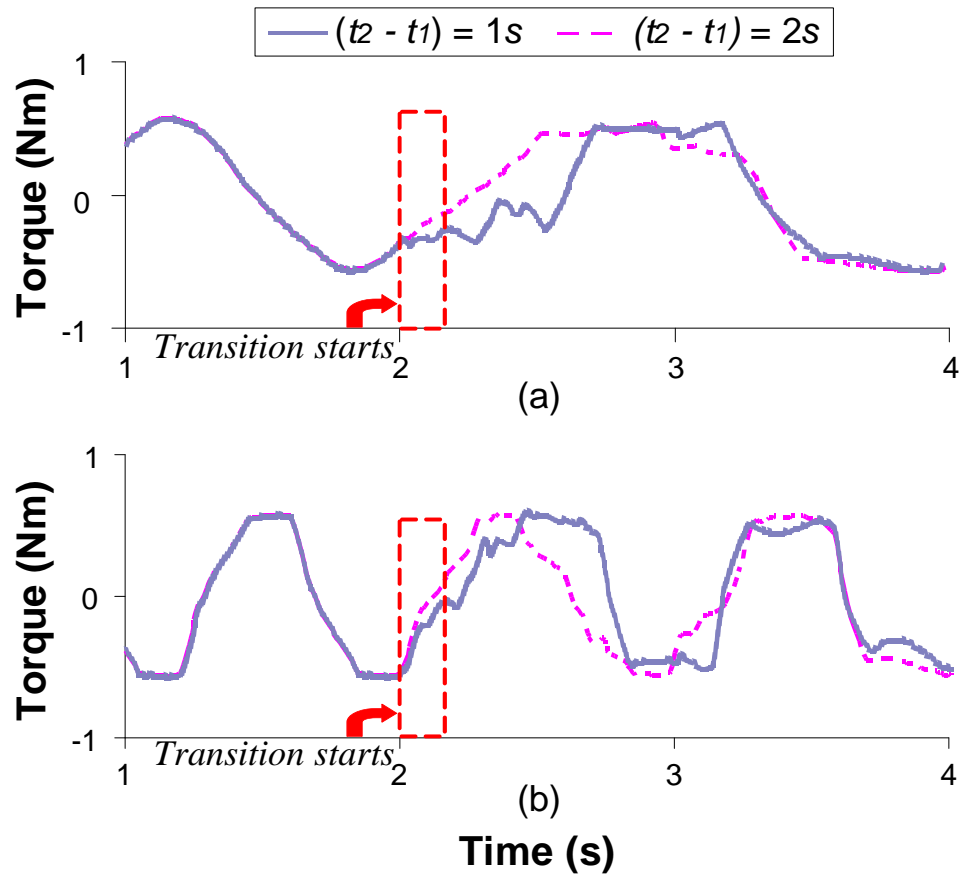 (t2 - t1) = 1s (t2 - t1) = 2s
Torque (Nm)
1
0
-1
Transition starts
1 2 3 4
(a)
Torque (Nm)
1
0
-1
Transition starts
1 2 3 4
(b)
Time (s)